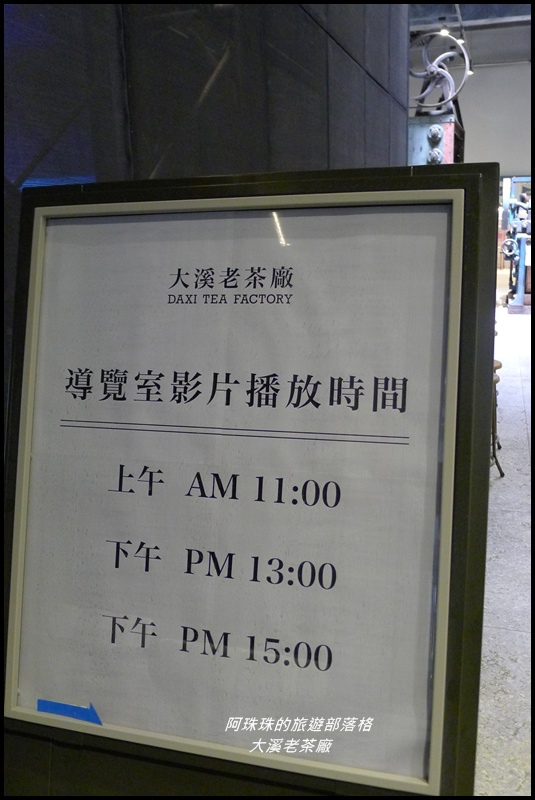 大溪老茶廠
DAXI TEA FACTORY
導覽室影片播放時間
上午 AM 11:00
下午 PM 13:00
下午 PM 15:00
阿珠珠的旅遊部落格
大溪老茶廠